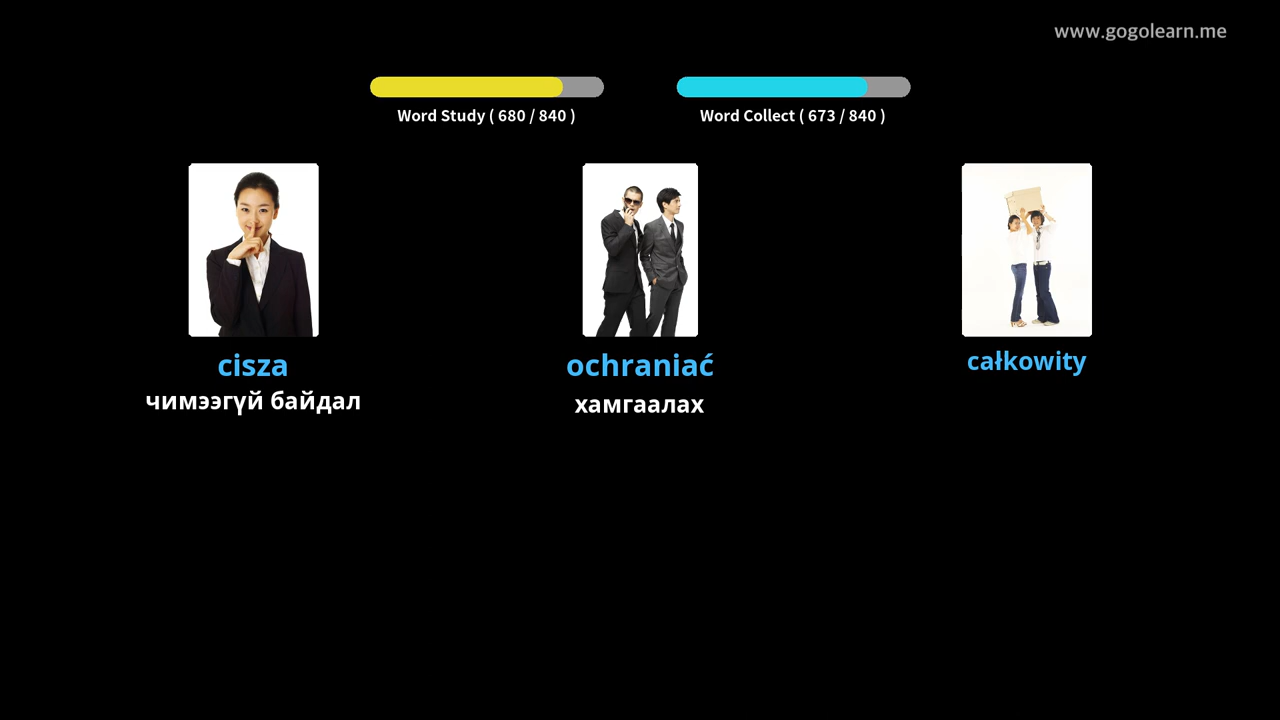 www.gogolearn.me
Word Study ( 680 / 840 )
Word Collect ( 673 / 840 )
cisza
чимээгүй байдал
ochraniać
хамгаалах
całkowity